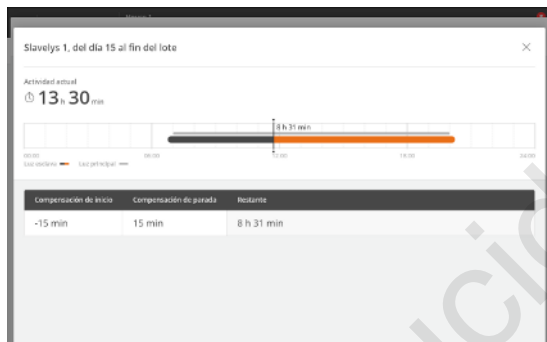 Slavelys 1, del día 15 al fin del lote
Actividad actual
13 h 30 min
8 h 31 min
00:00 06:00 12:00 18:00 24:00
Luz esclavo Luz principal
Compensación de inicio Compensación de parada Restante
-15 min 15 min 8 h 31 min